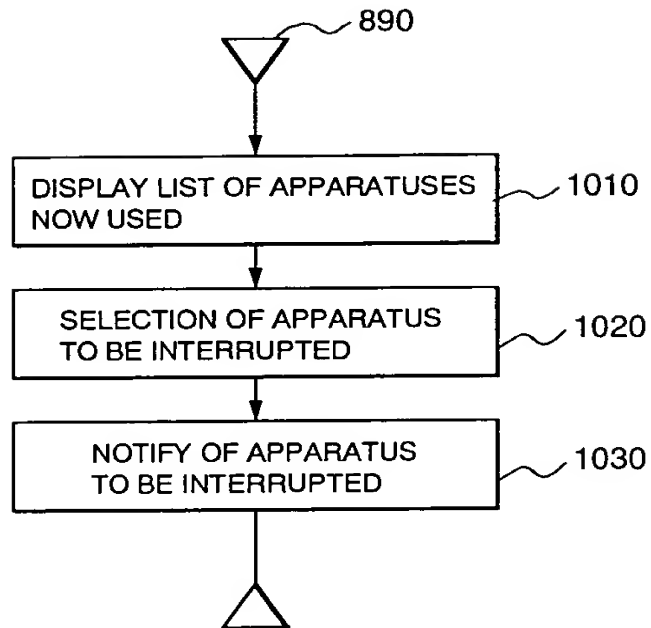 890
DISPLAY LIST OF APPARATUSES
NOW USED
1010
SELECTION OF APPARATUS
TO BE INTERRUPTED
1020
NOTIFY OF APPARATUS
TO BE INTERRUPTED
1030